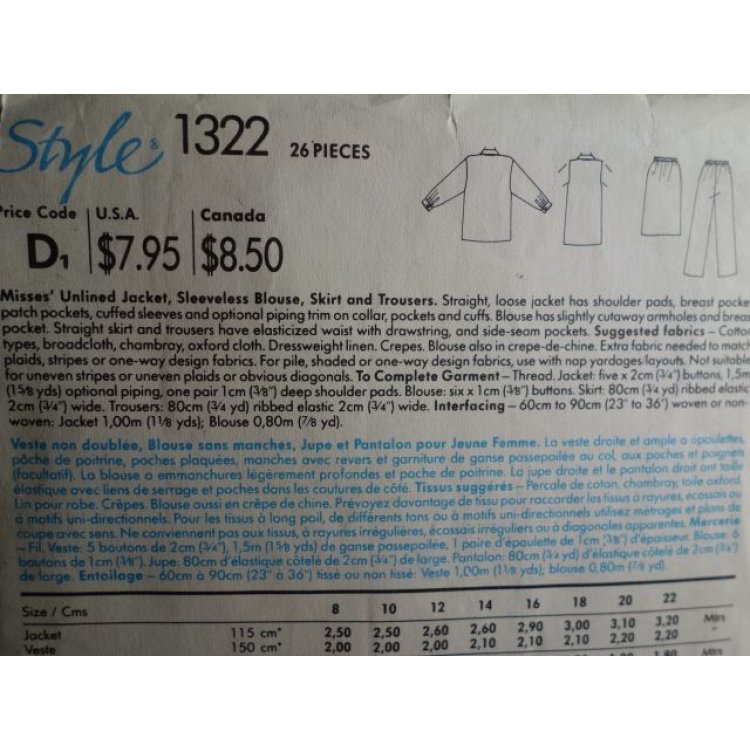 Style® 1322 26 PIECES
Price Code U.S.A. Canada
D1 $7.95 $8.50
Misses' Unlined Jacket, Sleeveless Blouse, Skirt and Trousers. Straight, loose jacket has shoulder pads, breast pocke
patch pockets, cuffed sleeves and optional piping trim on collar, pockets and cuffs. Blouse has slightly cutaway armholes and breas
pocket. Straight skirt and trousers have elasticized waist with drawstring, and side-seam pockets. Suggested fabrics – Cotton
types, broadcloth, chambray, oxford cloth. Dressweight linen. Crepes. Blouse also in crepe-de-chine. Extra fabric needed to match
plaids, stripes or one-way design fabrics. For pile, shaded or one-way design fabrics, use with nap yardages/layouts. Not suitable
for uneven stripes or uneven plaids or obvious diagonals. To Complete Garment – Thread. Jacket: five x 2cm (¾") buttons, 1,5m
(1⅝ yds) optional piping, one pair 1cm (⅜") deep shoulder pads. Blouse: six x 1cm (⅜") buttons. Skirt: 80cm (¾ yd) ribbed elastic
2cm (¾") wide. Trousers: 80cm (¾ yd) ribbed elastic 2cm (¾") wide. Interfacing – 60cm to 90cm (23" to 36") woven or non-
woven: Jacket 1,00m (1⅛ yds); Blouse 0,80m (⅞ yd).
Veste non doublée, Blouse sans manches, Jupe et Pantalon pour Jeune Femme. La veste droite et ample a épaulettes,
pôche de poitrine, poches plaquées, manches avec revers et garniture de ganse passepoilée au col, aux poches et poignets
(facultatif). La blouse a emmanchures légèrement profondes et poche de poitrine. La jupe droite et le pantalon droit ont taille
élastique avec liens de serrage et poches dans les coutures de côté. Tissus suggérés – Percale de coton, chambray, toile oxford.
Lin pour robe. Crêpes. Blouse aussi en crêpe de chine. Prévoyez davantage de tissu pour raccorder les tissus à rayures, écossais ou
à motifs uni-directionnels. Pour les tissus à long poil, de différents tons ou à motifs uni-directionnels utilisez métrages et plans de
coupe avec sens. Ne conviennent pas aux tissus, à rayures irrégulières, écossais irréguliers ou à diagonales apparentes. Mercerie
– Fil. Veste: 5 boutons de 2cm (¾"), 1,5m (1⅝ yds) de ganse passepoilée, 1 paire d'épaulette de 1cm (⅜") d'épaisseur. Blouse: 6
boutons de 1cm (⅜"). Jupe: 80cm d'élastique côtelé de 2cm (¾") de large. Pantalon: 80cm (¾ yd) d'élastique côtelé de 2cm (¾")
de large. Entoilage – 60cm à 90cm (23" à 36") tissé ou non tissé: Veste 1,00m (1⅛ yds); blouse 0,80m (⅞ yd).
Size / Cms 8 10 12 14 16 18 20 22
Jacket 115 cm* 2,50 2,50 2,60 2,60 2,90 3,00 3,10 3,20 Mtrs
Veste 150 cm* 2,00 2,00 2,00 2,10 2,10 2,10 2,20 2,20 "
1,80 Mtrs